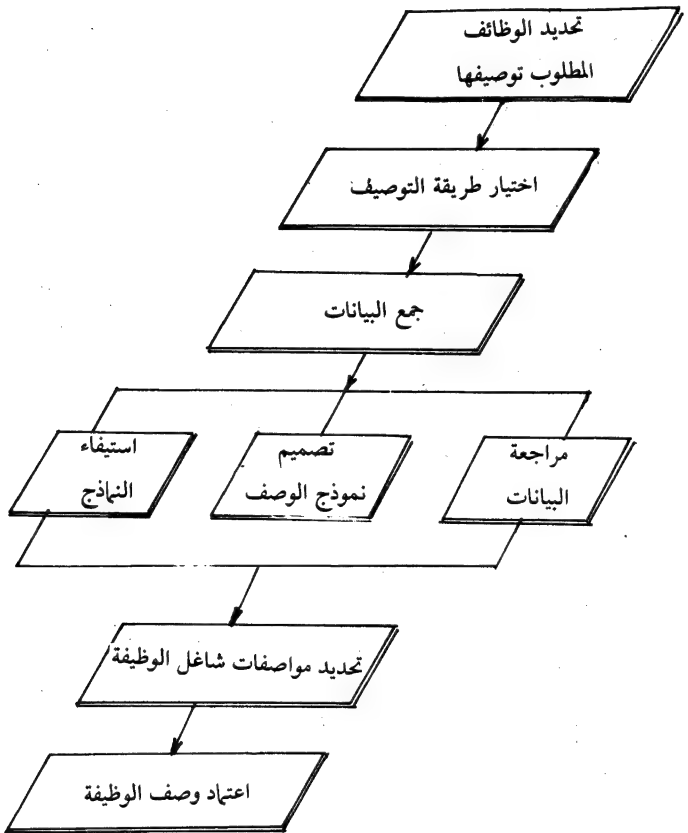 تحديد الوظائف
المطلوب توصيفها
اختيار طريقة التوصيف
جمع البيانات
مراجعة
البيانات
تصميم
نموذج الوصف
استيفاء
النماذج
تحديد مواصفات شاغل الوظيفة
اعتماد وصف الوظيفة